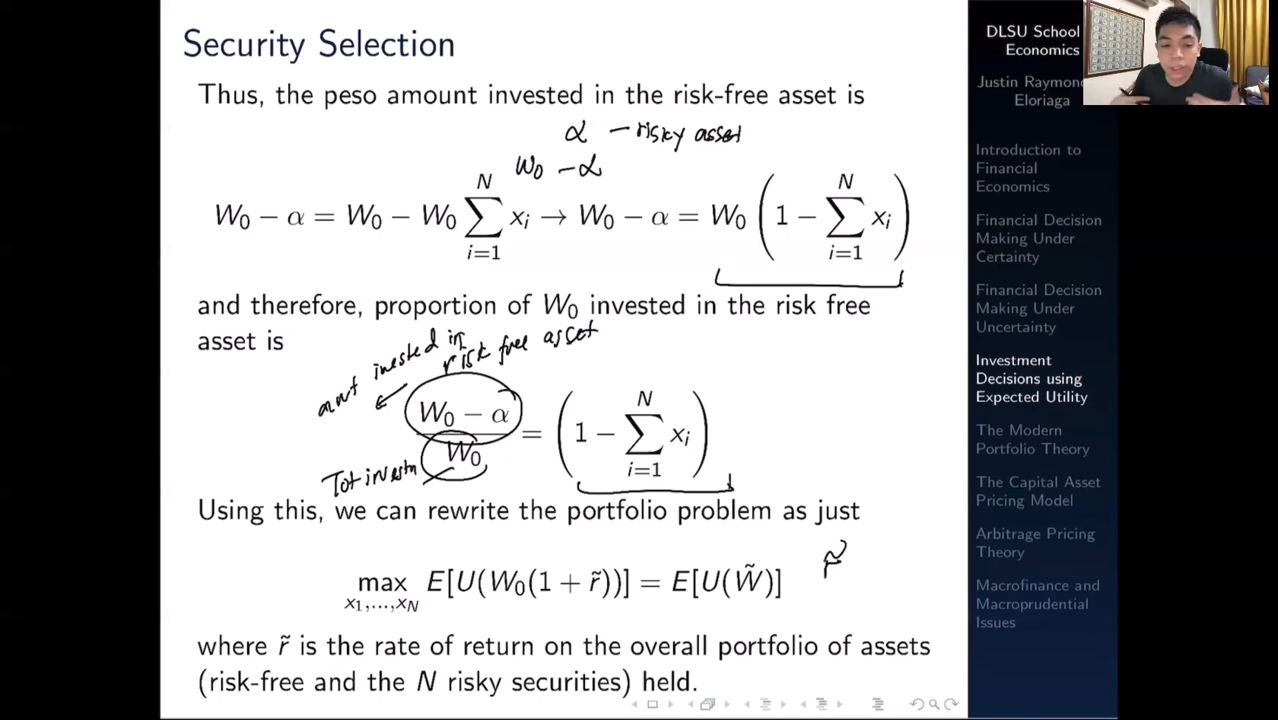 Security Selection
Thus, the peso amount invested in the risk-free asset is
α – risky asset
W₀ – α
W₀ − α = W₀ − W₀ ∑_{i=1}^{N} xᵢ → W₀ − α = W₀ (1 − ∑_{i=1}^{N} xᵢ)
and therefore, proportion of W₀ invested in the risk free
asset is
amt invested in
risk free asset
(W₀ − α) / W₀ = (1 − ∑_{i=1}^{N} xᵢ)
Tot investm
Using this, we can rewrite the portfolio problem as just
max_{x₁,...,x_N} E[U(W₀(1 + r̃))] = E[U(W̃)]
r̃
where r̃ is the rate of return on the overall portfolio of assets
(risk-free and the N risky securities) held.
DLSU School
Economics
Justin Raymon
Eloriaga
Introduction to
Financial
Economics
Financial Decision
Making Under
Certainty
Financial Decision
Making Under
Uncertainty
Investment
Decisions using
Expected Utility
The Modern
Portfolio Theory
The Capital Asset
Pricing Model
Arbitrage Pricing
Theory
Macrofinance and
Macroprudential
Issues